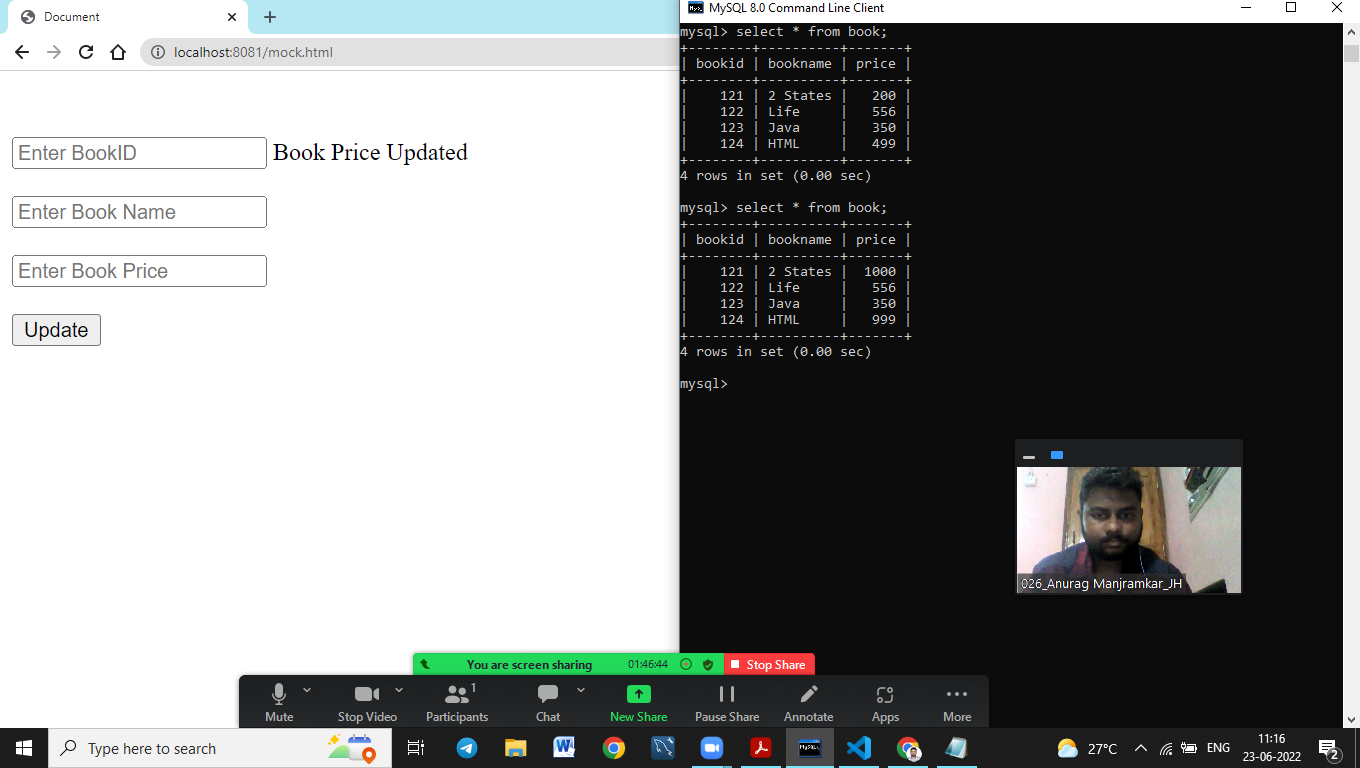 Document
localhost:8081/mock.html
Enter BookID Book Price Updated
Enter Book Name
Enter Book Price
Update
MySQL 8.0 Command Line Client
mysql> select * from book;
+--------+----------+-------+
| bookid | bookname | price |
+--------+----------+-------+
|    121 | 2 States |   200 |
|    122 | Life     |   556 |
|    123 | Java     |   350 |
|    124 | HTML     |   499 |
+--------+----------+-------+
4 rows in set (0.00 sec)
mysql> select * from book;
+--------+----------+-------+
| bookid | bookname | price |
+--------+----------+-------+
|    121 | 2 States |  1000 |
|    122 | Life     |   556 |
|    123 | Java     |   350 |
|    124 | HTML     |   999 |
+--------+----------+-------+
4 rows in set (0.00 sec)
mysql>
026_Anurag Manjramkar_JH
You are screen sharing 01:46:44 Stop Share
1
Mute Stop Video Participants Chat New Share Pause Share Annotate Apps More
Type here to search
W
MySQL
27°C ENG 11:16
23-06-2022
2